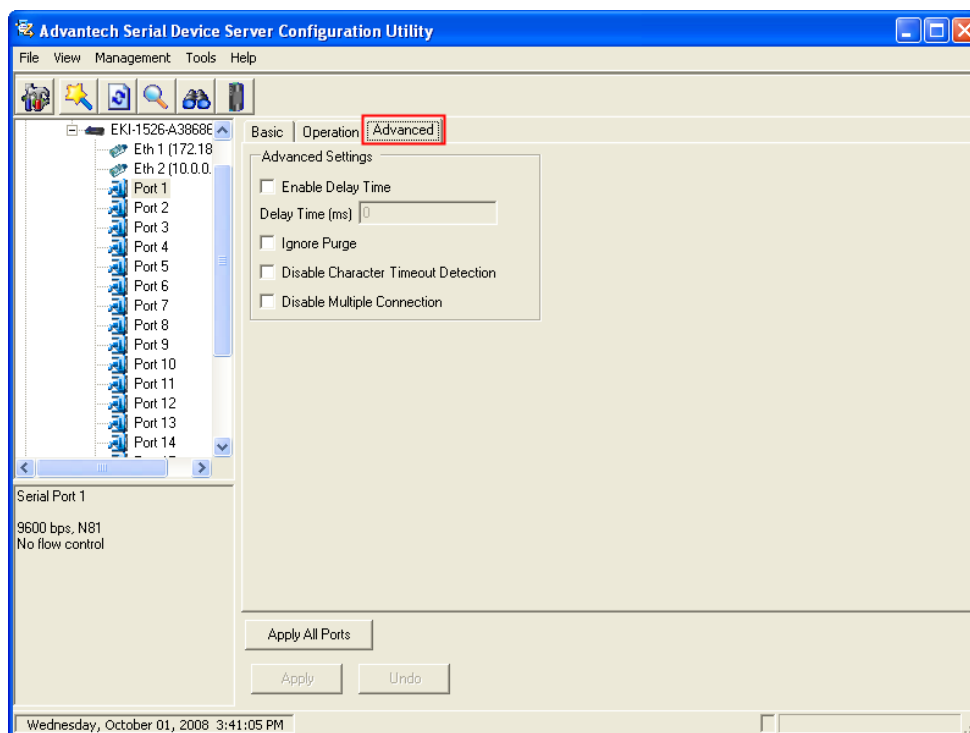 Advantech Serial Device Server Configuration Utility
File View Management Tools Help
EKI-1526-A3868E
Eth 1 (172.18
Eth 2 (10.0.0.
Port 1
Port 2
Port 3
Port 4
Port 5
Port 6
Port 7
Port 8
Port 9
Port 10
Port 11
Port 12
Port 13
Port 14
Serial Port 1
9600 bps, N81
No flow control
Basic Operation Advanced
Advanced Settings
Enable Delay Time
Delay Time (ms) 0
Ignore Purge
Disable Character Timeout Detection
Disable Multiple Connection
Apply All Ports
Apply Undo
Wednesday, October 01, 2008 3:41:05 PM